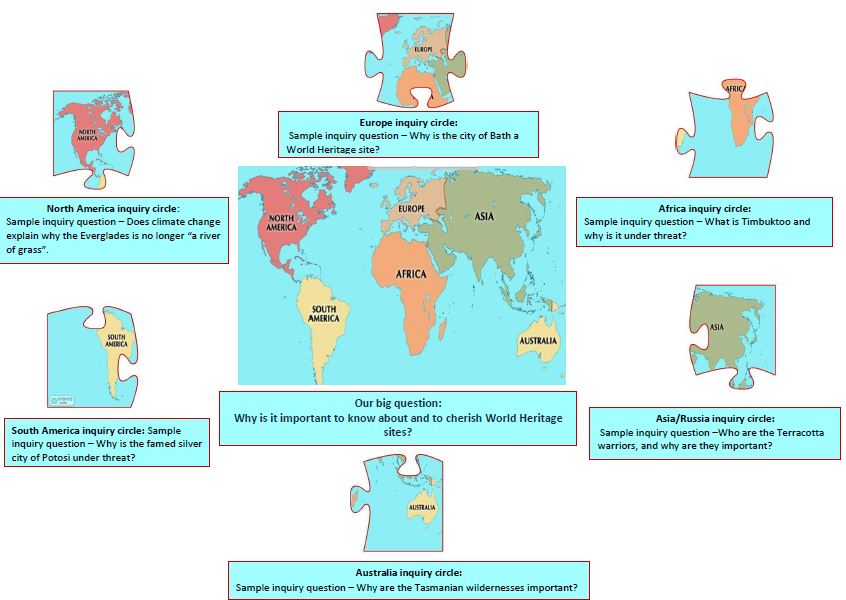 EUROPE
A
Europe inquiry circle:
Sample inquiry question – Why is the city of Bath a
World Heritage site?
NORTH
AMERICA
North America inquiry circle:
Sample inquiry question – Does climate change
explain why the Everglades is no longer “a river
of grass”.
AFRIC
Africa inquiry circle:
Sample inquiry question – What is Timbuktoo and
why is it under threat?
NORTH
AMERICA
EUROPE
ASIA
AFRICA
SOUTH
AMERICA
AUSTRALIA
SOUTH
AMERICA
South America inquiry circle: Sample
inquiry question – Why is the famed silver
city of Potosi under threat?
Our big question:
Why is it important to know about and to cherish World Heritage
sites?
ASIA
Asia/Russia inquiry circle:
Sample inquiry question –Who are the Terracotta
warriors, and why are they important?
AUSTRALIA
Australia inquiry circle:
Sample inquiry question – Why are the Tasmanian wildernesses important?